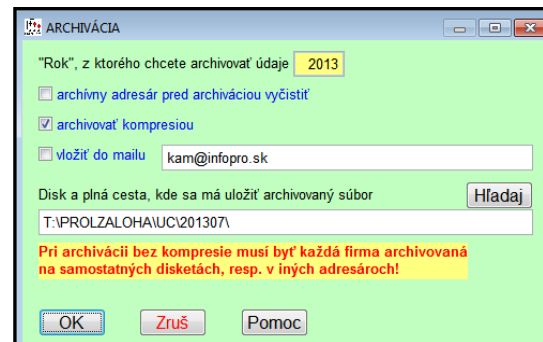 ARCHIVÁCIA
"Rok", z ktorého chcete archivovať údaje 2013
archívny adresár pred archiváciou vyčistiť
archivovať kompresiou
vložiť do mailu kam@infopro.sk
Disk a plná cesta, kde sa má uložiť archivovaný súbor Hľadaj
T:\PROLZALOHA\UC\201307\
Pri archivácii bez kompresie musí byť každá firma archivovaná
na samostatných disketách, resp. v iných adresároch!
OK Zruš Pomoc